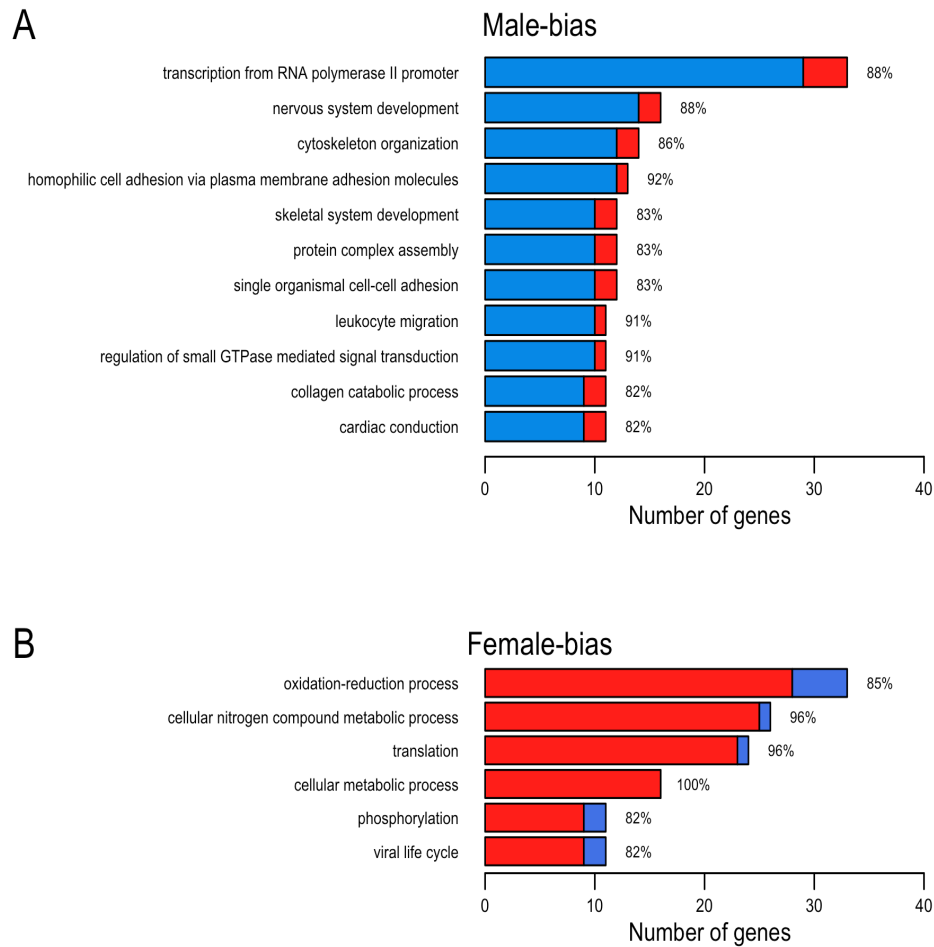 A
Male-bias
transcription from RNA polymerase II promoter 88%
nervous system development 88%
cytoskeleton organization 86%
homophilic cell adhesion via plasma membrane adhesion molecules 92%
skeletal system development 83%
protein complex assembly 83%
single organismal cell-cell adhesion 83%
leukocyte migration 91%
regulation of small GTPase mediated signal transduction 91%
collagen catabolic process 82%
cardiac conduction 82%
0 10 20 30 40
Number of genes
B
Female-bias
oxidation-reduction process 85%
cellular nitrogen compound metabolic process 96%
translation 96%
cellular metabolic process 100%
phosphorylation 82%
viral life cycle 82%
0 10 20 30 40
Number of genes